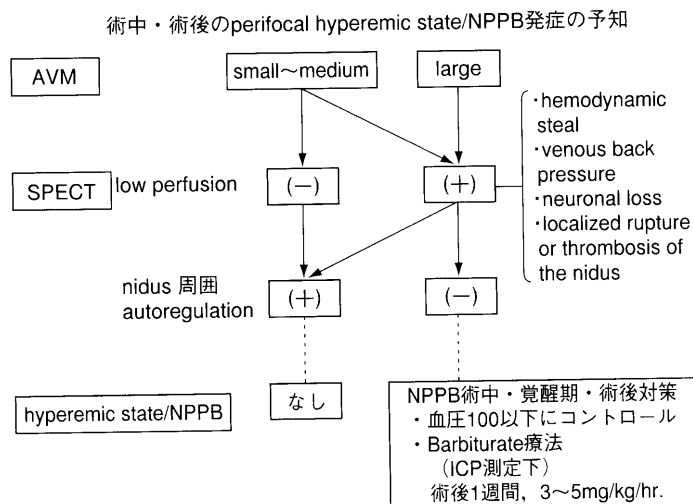 術中・術後のperifocal hyperemic state/NPPB発症の予知
AVM
small～medium
large
・hemodynamic
steal
・venous back
pressure
・neuronal loss
・localized rupture
or thrombosis of
the nidus
SPECT
low perfusion
(－)
(＋)
nidus 周囲
autoregulation
(＋)
(－)
hyperemic state/NPPB
なし
NPPB術中・覚醒期・術後対策
・血圧100以下にコントロール
・Barbiturate療法
(ICP測定下)
術後1週間，3～5mg/kg/hr.